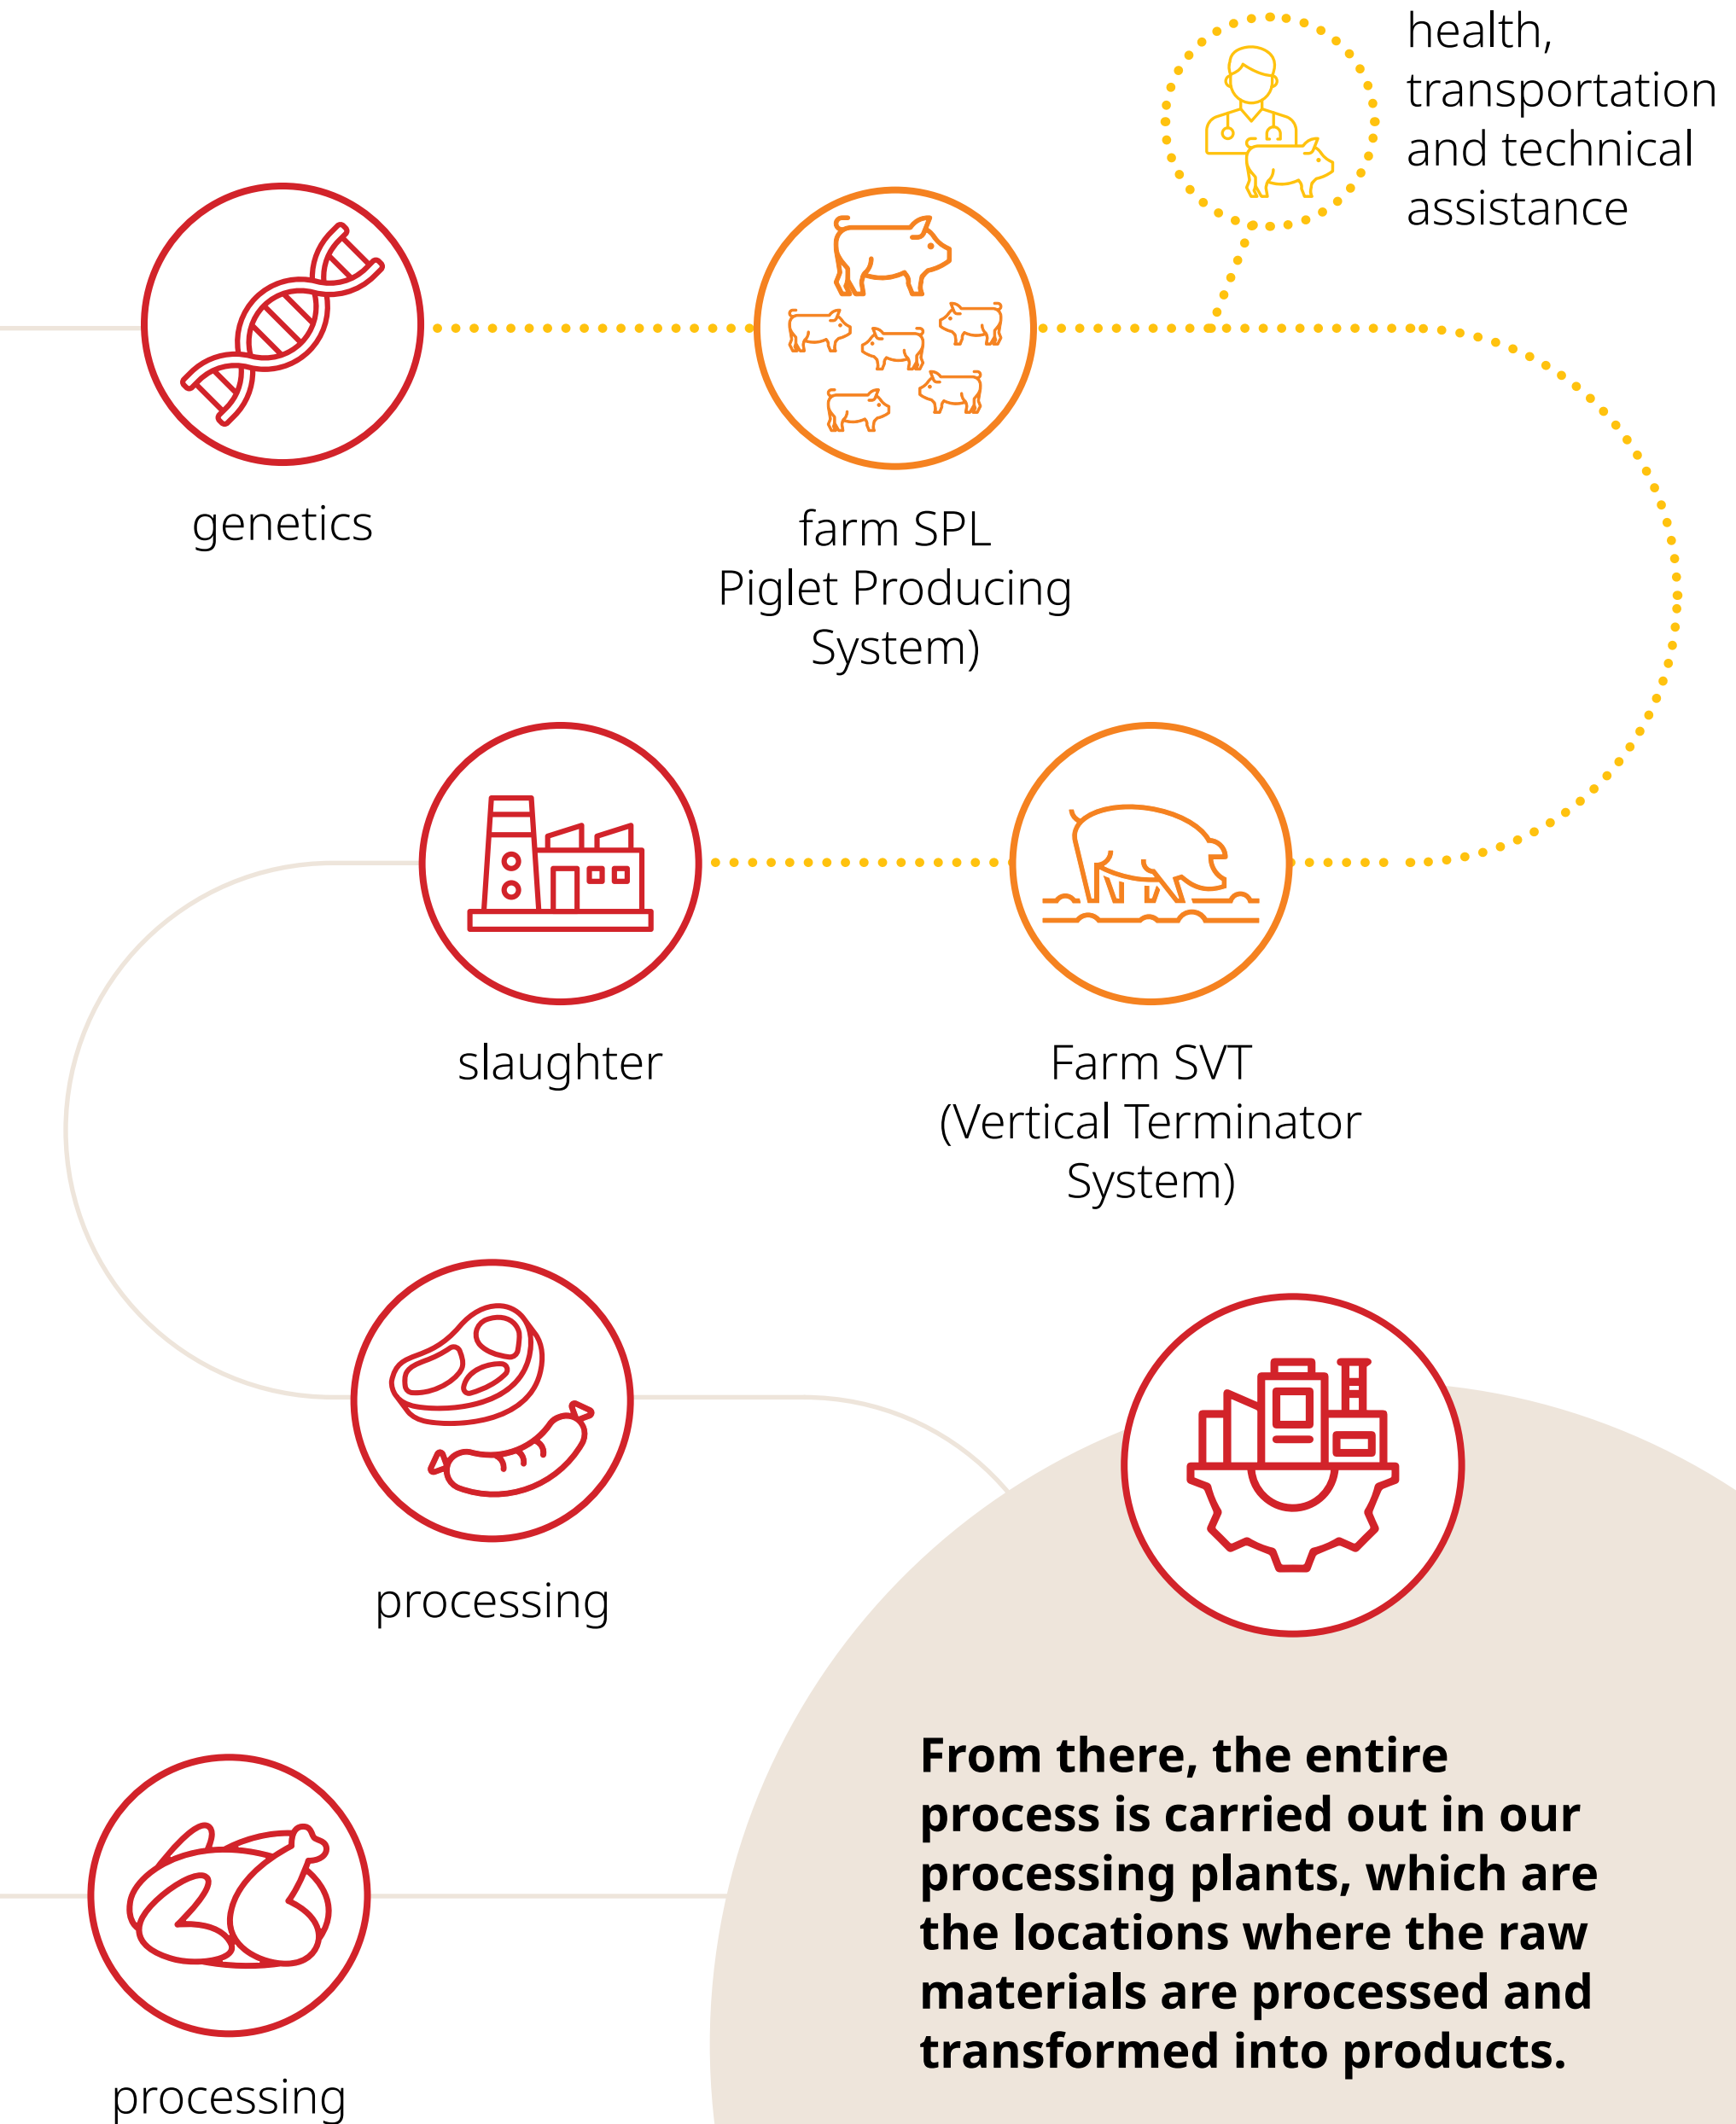 health,
transportation
and technical
assistance
genetics
farm SPL
Piglet Producing
System)
slaughter
Farm SVT
(Vertical Terminator
System)
processing
From there, the entire
process is carried out in our
processing plants, which are
the locations where the raw
materials are processed and
transformed into products.
processing